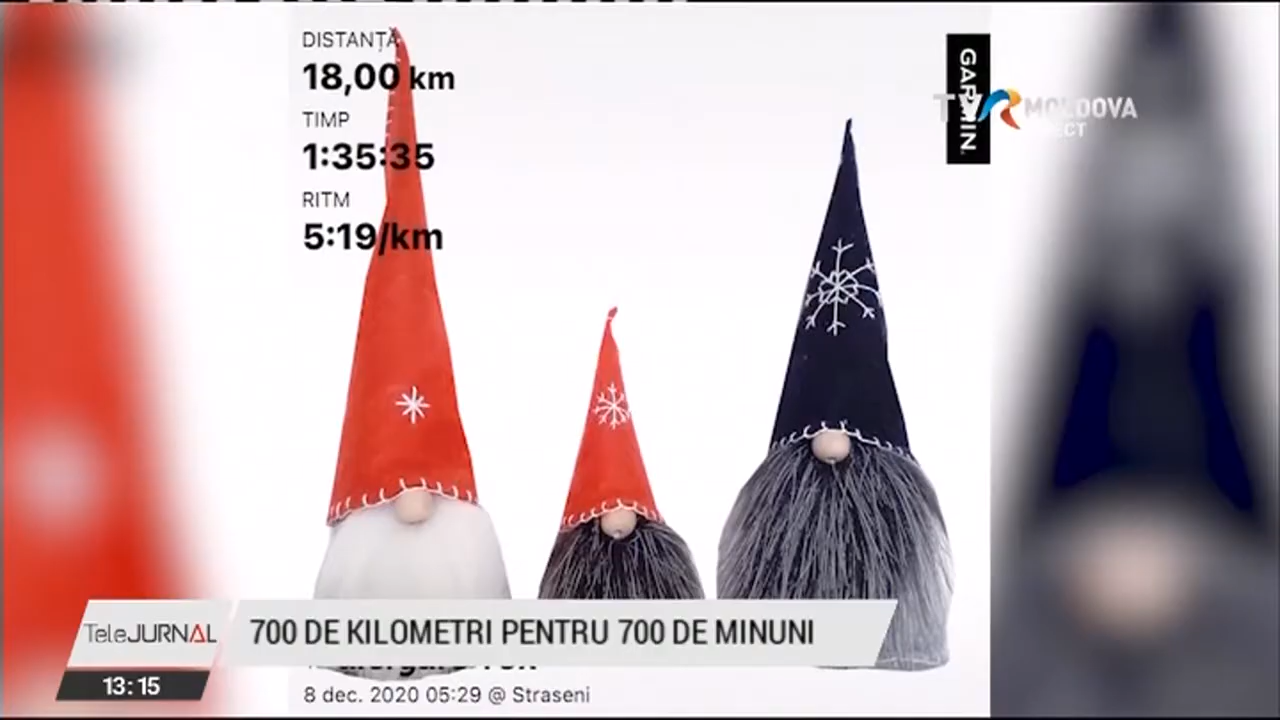 DISTANȚĂ
18,00 km
TIMP
1:35:35
RITM
5:19/km
GARMIN
TVR MOLDOVA
TeleJURNAL
700 DE KILOMETRI PENTRU 700 DE MINUNI
13:15
8 dec. 2020 05:29 @ Straseni